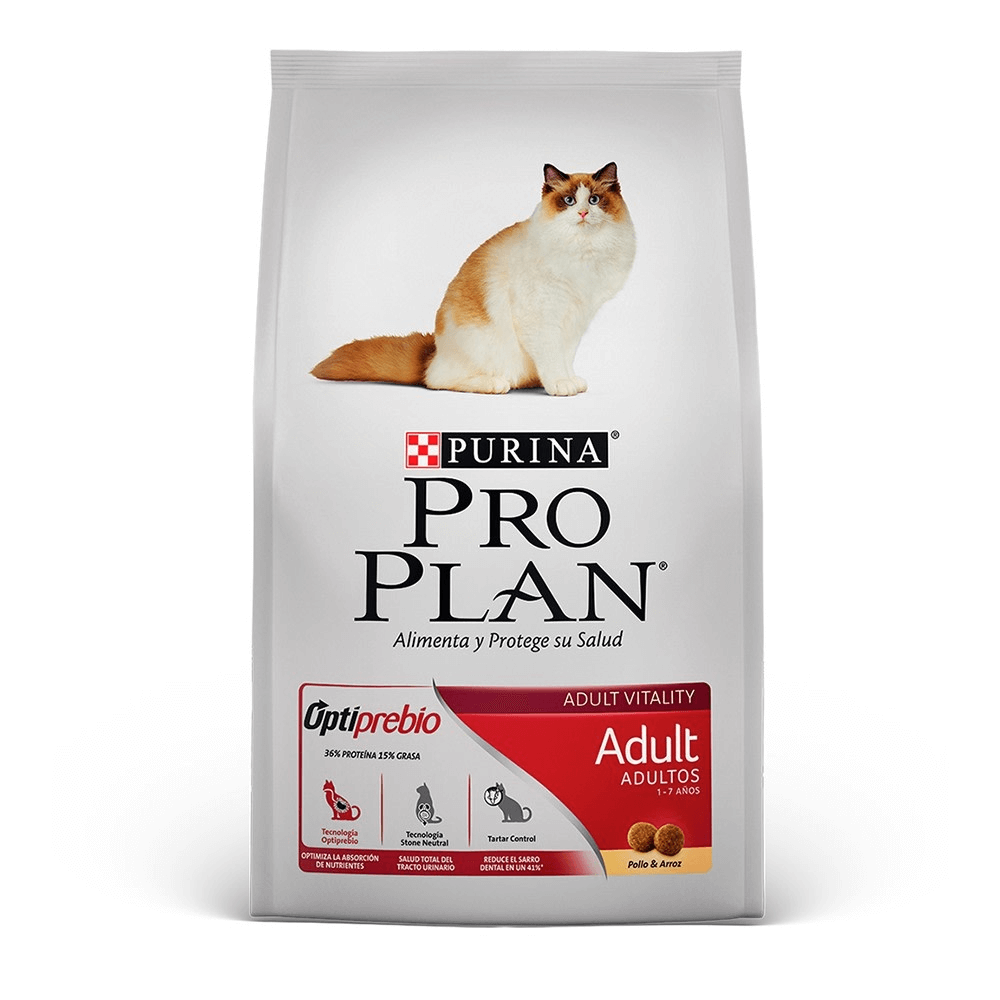 PURINA®
PRO
PLAN®
Alimenta y Protege su Salud
Optiprebio
36% PROTEÍNA 15% GRASA
Tecnología
Optiprebio
OPTIMIZA LA ABSORCIÓN
DE NUTRIENTES
Tecnología
Stone Neutral
SALUD TOTAL DEL
TRACTO URINARIO
Tartar Control
REDUCE EL SARRO
DENTAL EN UN 41%*
ADULT VITALITY
Adult
ADULTOS
1-7 AÑOS
Pollo & Arroz